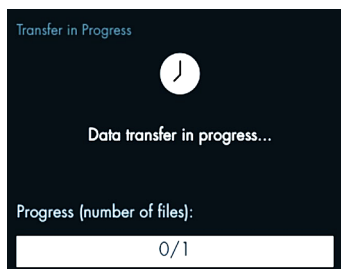 Transfer in Progress
Data transfer in progress...
Progress (number of files):
0/1